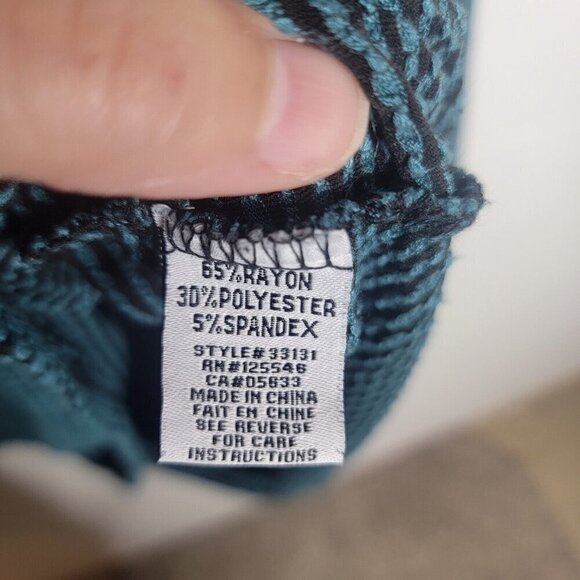 65%RAYON
30%POLYESTER
5%SPANDEX
STYLE# 33131
RN#125546
CA#05633
MADE IN CHINA
FAIT EN CHINE
SEE REVERSE
FOR CARE
INSTRUCTIONS